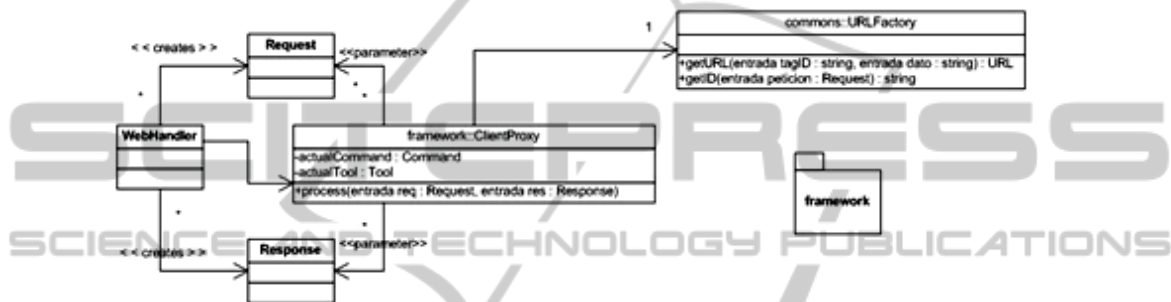 commons::URLFactory
1
+getURL(entrada tagID : string, entrada dato : string) : URL
+getID(entrada peticion : Request) : string
< < creates > >
Request
<<parameter>>
*
*
*
WebHandler
framework::ClientProxy
-actualCommand : Command
-actualTool : Tool
+process(entrada req : Request, entrada res : Response)
framework
*
*
< < creates > >
Response
<<parameter>>
SCITEPRESS
SCIENCE AND TECHNOLOGY PUBLICATIONS